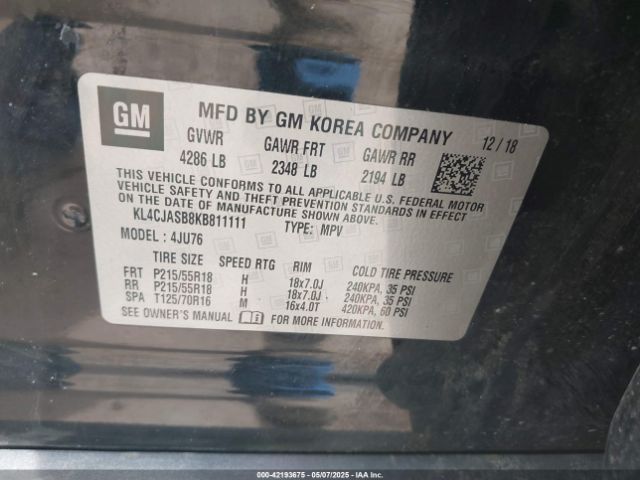 GM
MFD BY GM KOREA COMPANY 12/18
GVWR GAWR FRT GAWR RR
4286 LB 2348 LB 2194 LB
THIS VEHICLE CONFORMS TO ALL APPLICABLE U.S. FEDERAL MOTOR
VEHICLE SAFETY AND THEFT PREVENTION STANDARDS IN EFFECT
ON THE DATE OF MANUFACTURE SHOWN ABOVE.
KL4CJASB8KB811111 TYPE: MPV
MODEL: 4JU76
TIRE SIZE SPEED RTG RIM COLD TIRE PRESSURE
FRT P215/55R18 H 18x7.0J 240KPA, 35 PSI
RR P215/55R18 H 18x7.0J 240KPA, 35 PSI
SPA T125/70R16 M 16x4.0T 420KPA, 60 PSI
SEE OWNER'S MANUAL FOR MORE INFORMATION.
000-42193675 - 05/07/2025 - IAA Inc.